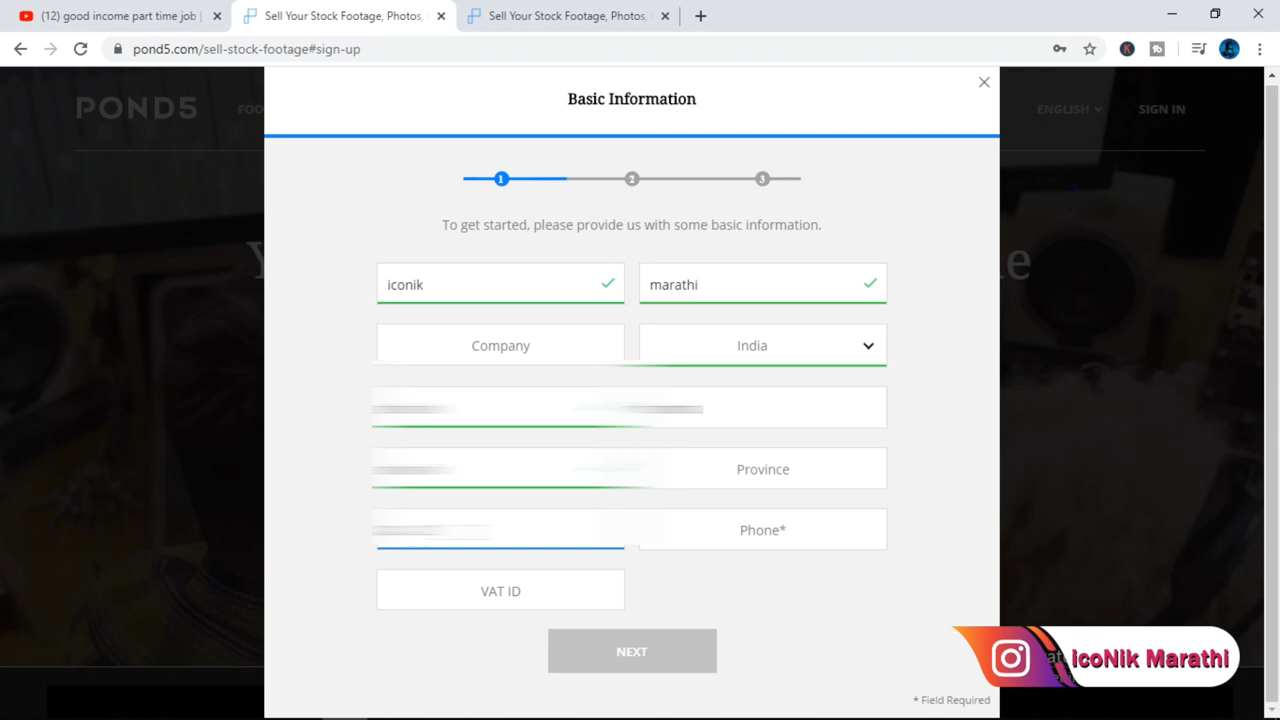 (12) good income part time job |
Sell Your Stock Footage, Photos,
Sell Your Stock Footage, Photos,
pond5.com/sell-stock-footage#sign-up
POND5
FOO
ENGLISH
SIGN IN
Basic Information
1
2
3
To get started, please provide us with some basic information.
iconik
marathi
Company
India
Province
Phone*
VAT ID
NEXT
* Field Required
icoNik Marathi